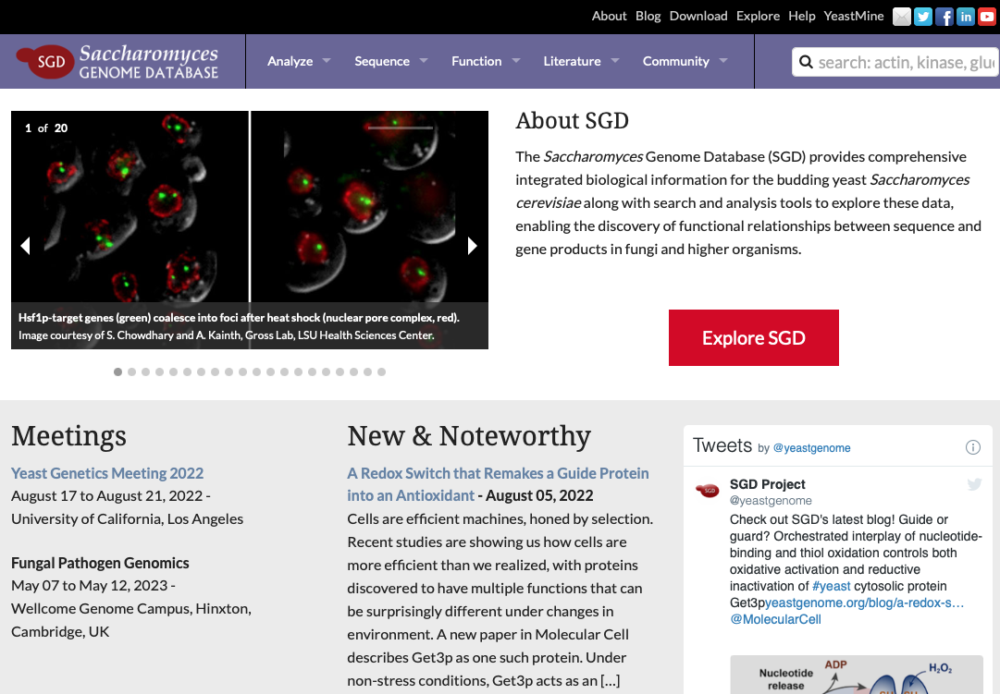 About Blog Download Explore Help YeastMine
SGD Saccharomyces
GENOME DATABASE
Analyze Sequence Function Literature Community
search: actin, kinase, glu
1 of 20
Hsf1p-target genes (green) coalesce into foci after heat shock (nuclear pore complex, red).
Image courtesy of S. Chowdhary and A. Kainth, Gross Lab, LSU Health Sciences Center.
About SGD
The Saccharomyces Genome Database (SGD) provides comprehensive
integrated biological information for the budding yeast Saccharomyces
cerevisiae along with search and analysis tools to explore these data,
enabling the discovery of functional relationships between sequence and
gene products in fungi and higher organisms.
Explore SGD
Meetings
Yeast Genetics Meeting 2022
August 17 to August 21, 2022 -
University of California, Los Angeles
Fungal Pathogen Genomics
May 07 to May 12, 2023 -
Wellcome Genome Campus, Hinxton,
Cambridge, UK
New & Noteworthy
A Redox Switch that Remakes a Guide Protein
into an Antioxidant - August 05, 2022
Cells are efficient machines, honed by selection.
Recent studies are showing us how cells are
more efficient than we realized, with proteins
discovered to have multiple functions that can
be surprisingly different under changes in
environment. A new paper in Molecular Cell
describes Get3p as one such protein. Under
non-stress conditions, Get3p acts as an [...]
Tweets by @yeastgenome
SGD
SGD Project
@yeastgenome
Check out SGD's latest blog! Guide or
guard? Orchestrated interplay of nucleotide-
binding and thiol oxidation controls both
oxidative activation and reductive
inactivation of #yeast cytosolic protein
Get3pyeastgenome.org/blog/a-redox-s…
@MolecularCell
ADP
H2O2
Nucleotide
release